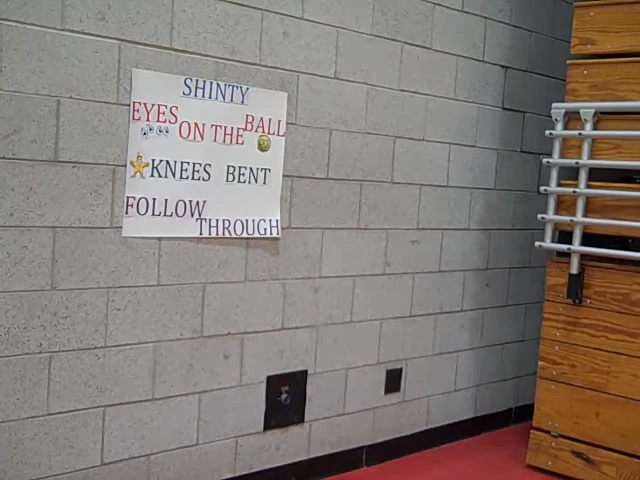 SHINTY
EYES ON THE BALL
KNEES BENT
FOLLOW
THROUGH